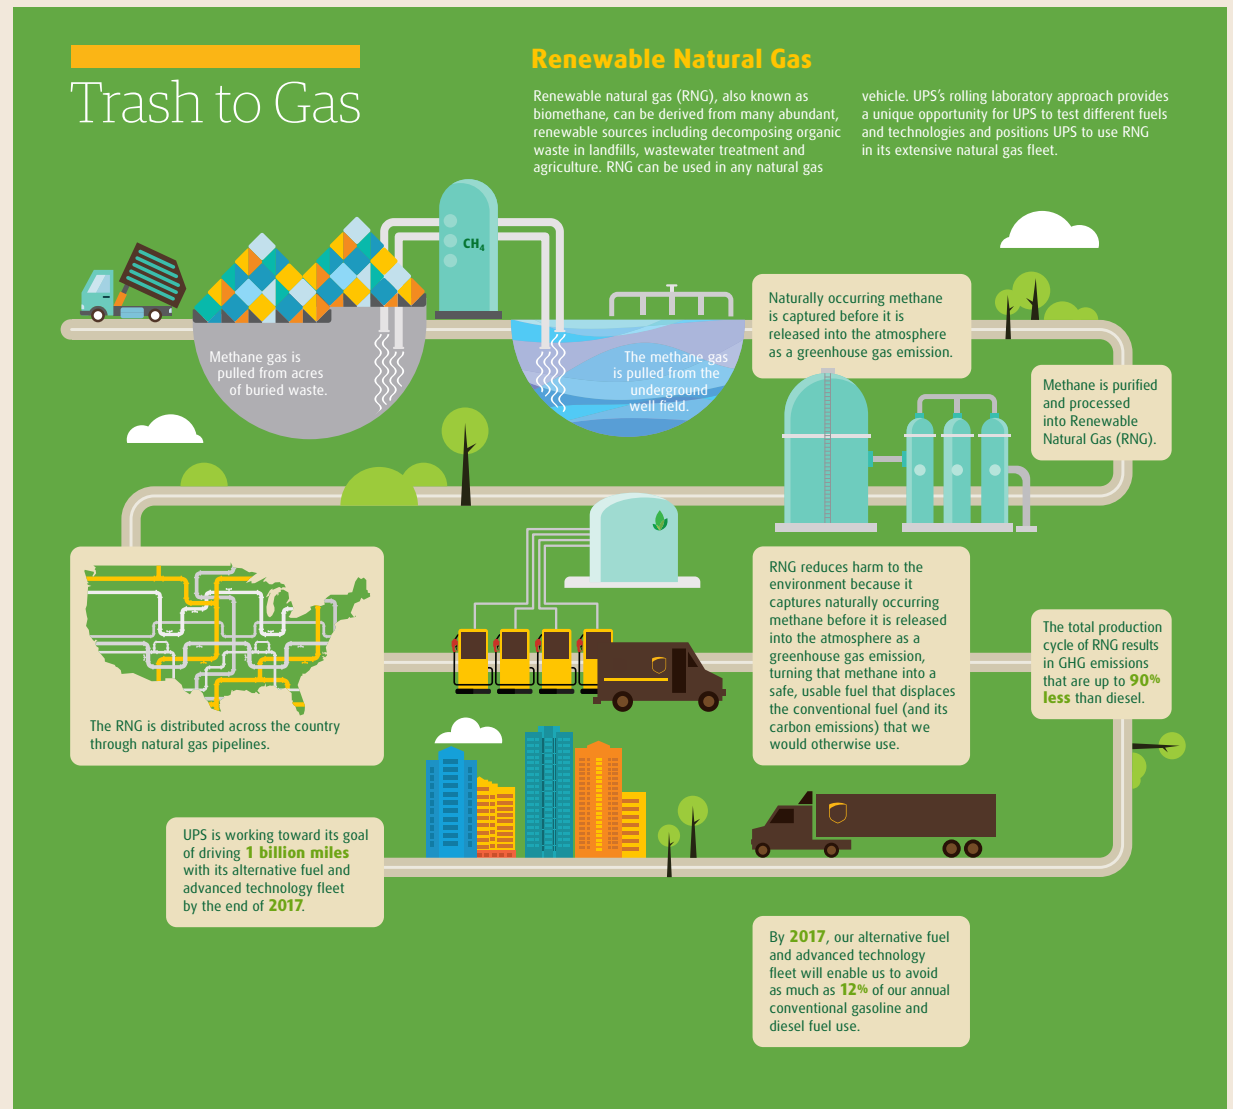 Trash to Gas
Renewable Natural Gas
Renewable natural gas (RNG), also known as
biomethane, can be derived from many abundant,
renewable sources including decomposing organic
waste in landfills, wastewater treatment and
agriculture. RNG can be used in any natural gas
vehicle. UPS’s rolling laboratory approach provides
a unique opportunity for UPS to test different fuels
and technologies and positions UPS to use RNG
in its extensive natural gas fleet.
CH₄
Methane gas is
pulled from acres
of buried waste.
The methane gas
is pulled from the
underground
well field.
Naturally occurring methane
is captured before it is
released into the atmosphere
as a greenhouse gas emission.
Methane is purified
and processed
into Renewable
Natural Gas (RNG).
The RNG is distributed across the country
through natural gas pipelines.
RNG reduces harm to the
environment because it
captures naturally occurring
methane before it is released
into the atmosphere as a
greenhouse gas emission,
turning that methane into a
safe, usable fuel that displaces
the conventional fuel (and its
carbon emissions) that we
would otherwise use.
The total production
cycle of RNG results
in GHG emissions
that are up to 90%
less than diesel.
UPS is working toward its goal
of driving 1 billion miles
with its alternative fuel and
advanced technology fleet
by the end of 2017.
By 2017, our alternative fuel
and advanced technology
fleet will enable us to avoid
as much as 12% of our annual
conventional gasoline and
diesel fuel use.